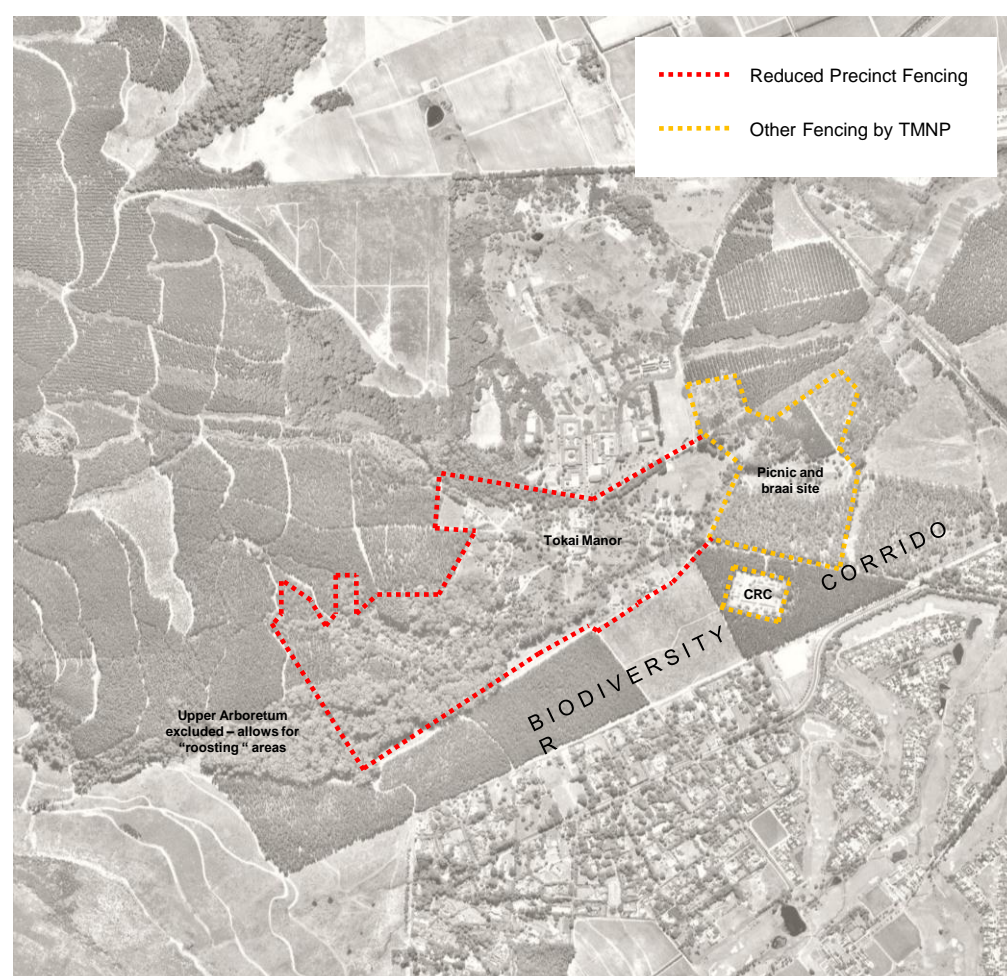 Reduced Precinct Fencing
Other Fencing by TMNP
Picnic and
braai site
Tokai Manor
CORRIDO
CRC
BIODIVERSITY
R
Upper Arboretum
excluded – allows for
"roosting " areas